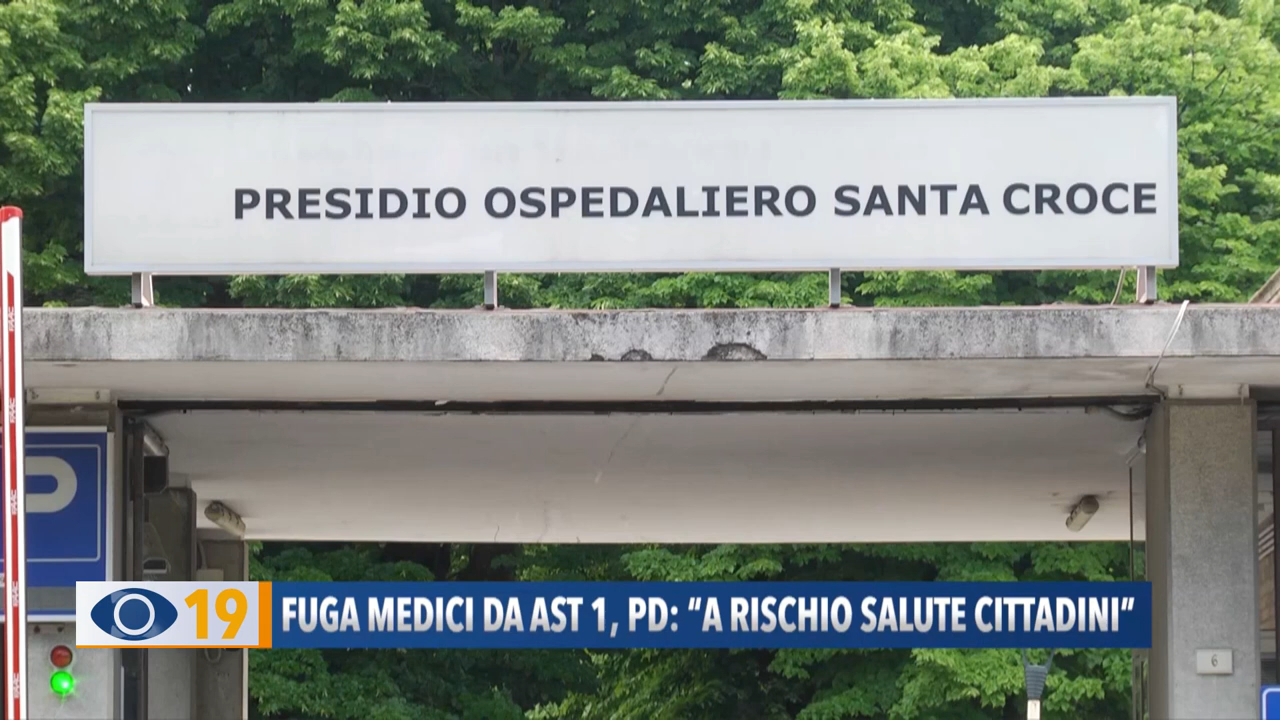 PRESIDIO OSPEDALIERO SANTA CROCE
P
19 FUGA MEDICI DA AST 1, PD: “A RISCHIO SALUTE CITTADINI”
6